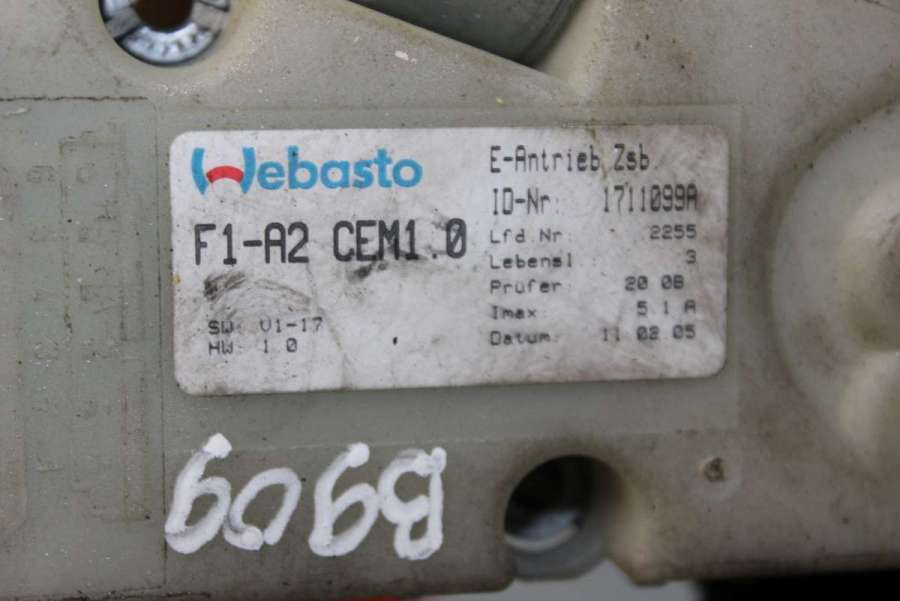 Webasto
F1-A2 CEM1.0
SW: V1-17
HW: 1.0
E-Antrieb Zsb
ID-Nr: 1711099A
Lfd.Nr 2255
Lebensl 3
Prüfer: 20 08
Imax: 5.1 A
Datum: 11 02 05
B909